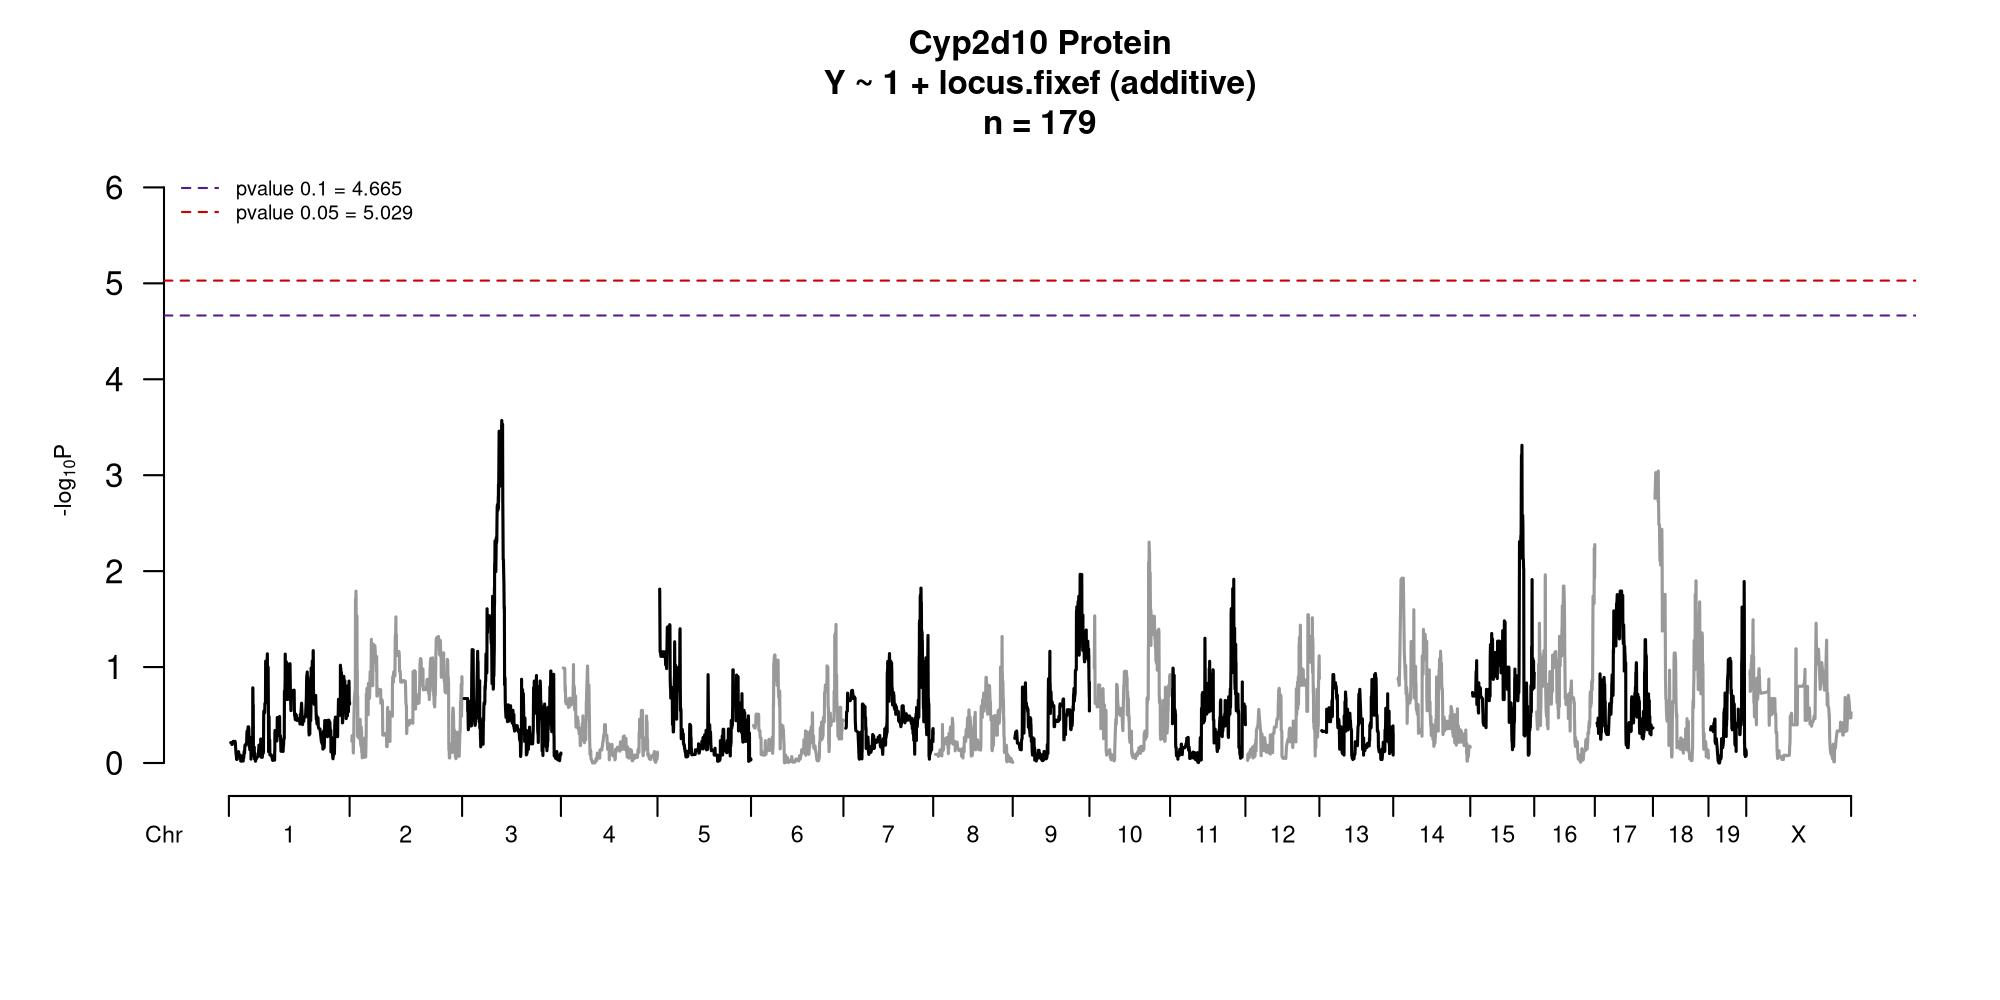 Cyp2d10 Protein
Y ~ 1 + locus.fixef (additive)
n = 179
pvalue 0.1 = 4.665
pvalue 0.05 = 5.029
6
5
4
3
2
1
0
-log10P
Chr 1 2 3 4 5 6 7 8 9 10 11 12 13 14 15 16 17 18 19 X